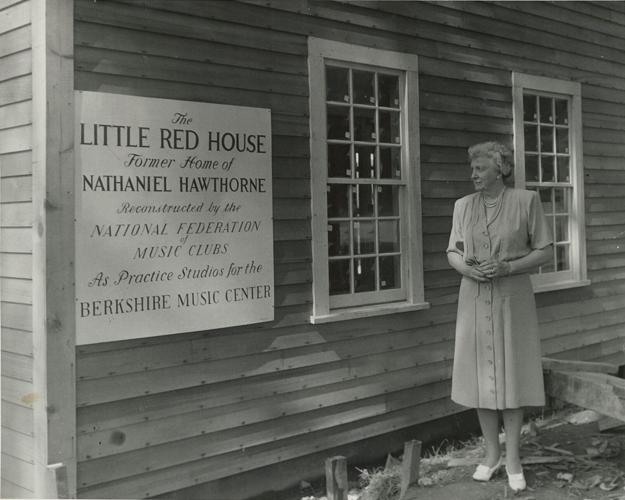 The
LITTLE RED HOUSE
Former Home of
NATHANIEL HAWTHORNE
Reconstructed by the
NATIONAL FEDERATION
of
MUSIC CLUBS
As Practice Studios for the
BERKSHIRE MUSIC CENTER